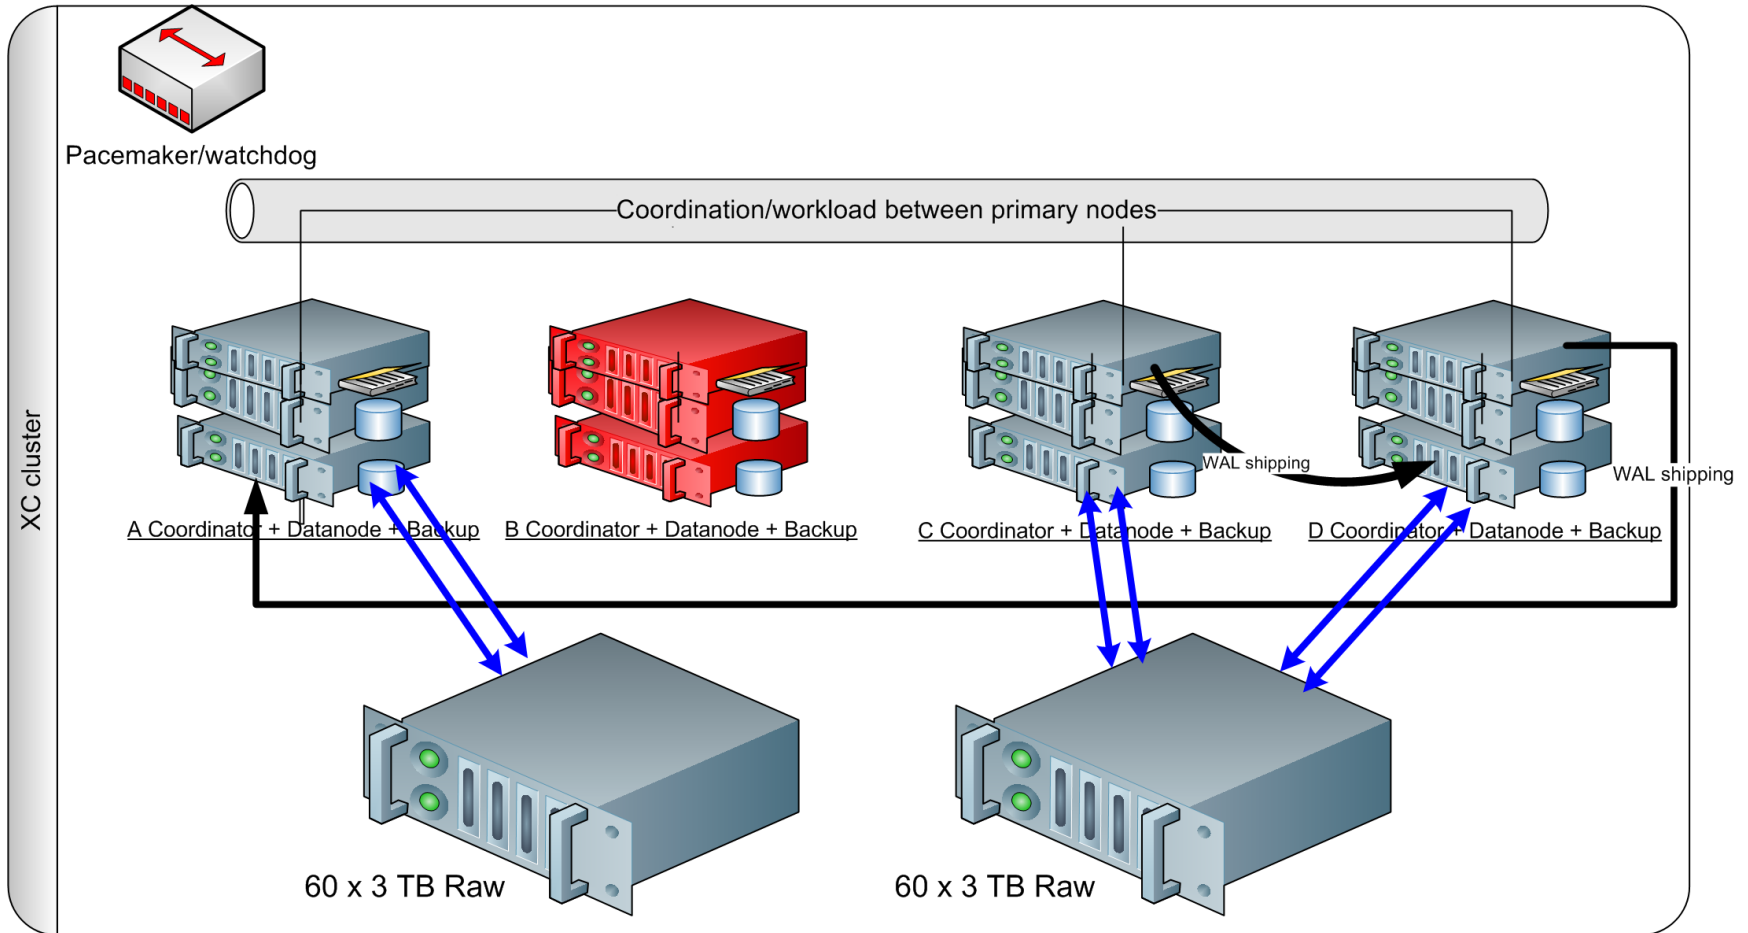 Pacemaker/watchdog
Coordination/workload between primary nodes
XC cluster
WAL shipping
WAL shipping
A Coordinator + Datanode + Backup
B Coordinator + Datanode + Backup
C Coordinator + Datanode + Backup
D Coordinator + Datanode + Backup
60 x 3 TB Raw
60 x 3 TB Raw